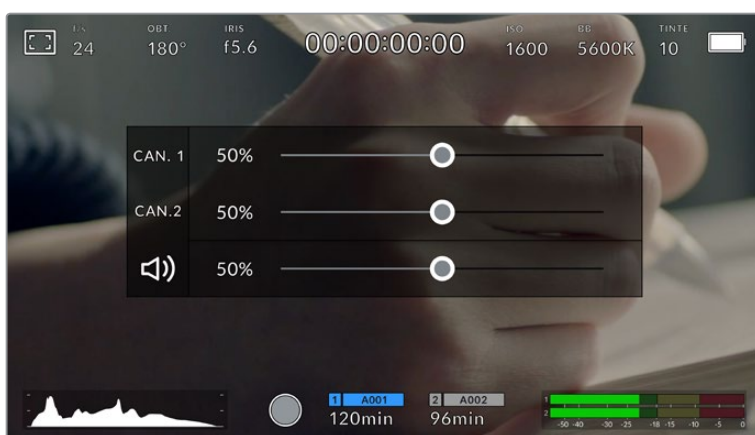 I/s OBT. IRIS ISO BB TINTE
24 180° f5.6 00:00:00:00 1600 5600K 10
CAN. 1 50%
CAN.2 50%
50%
1 A001 2 A002
120min 96min
1
2
-50 -40 -30 -25 -18 -15 -10 -5 0